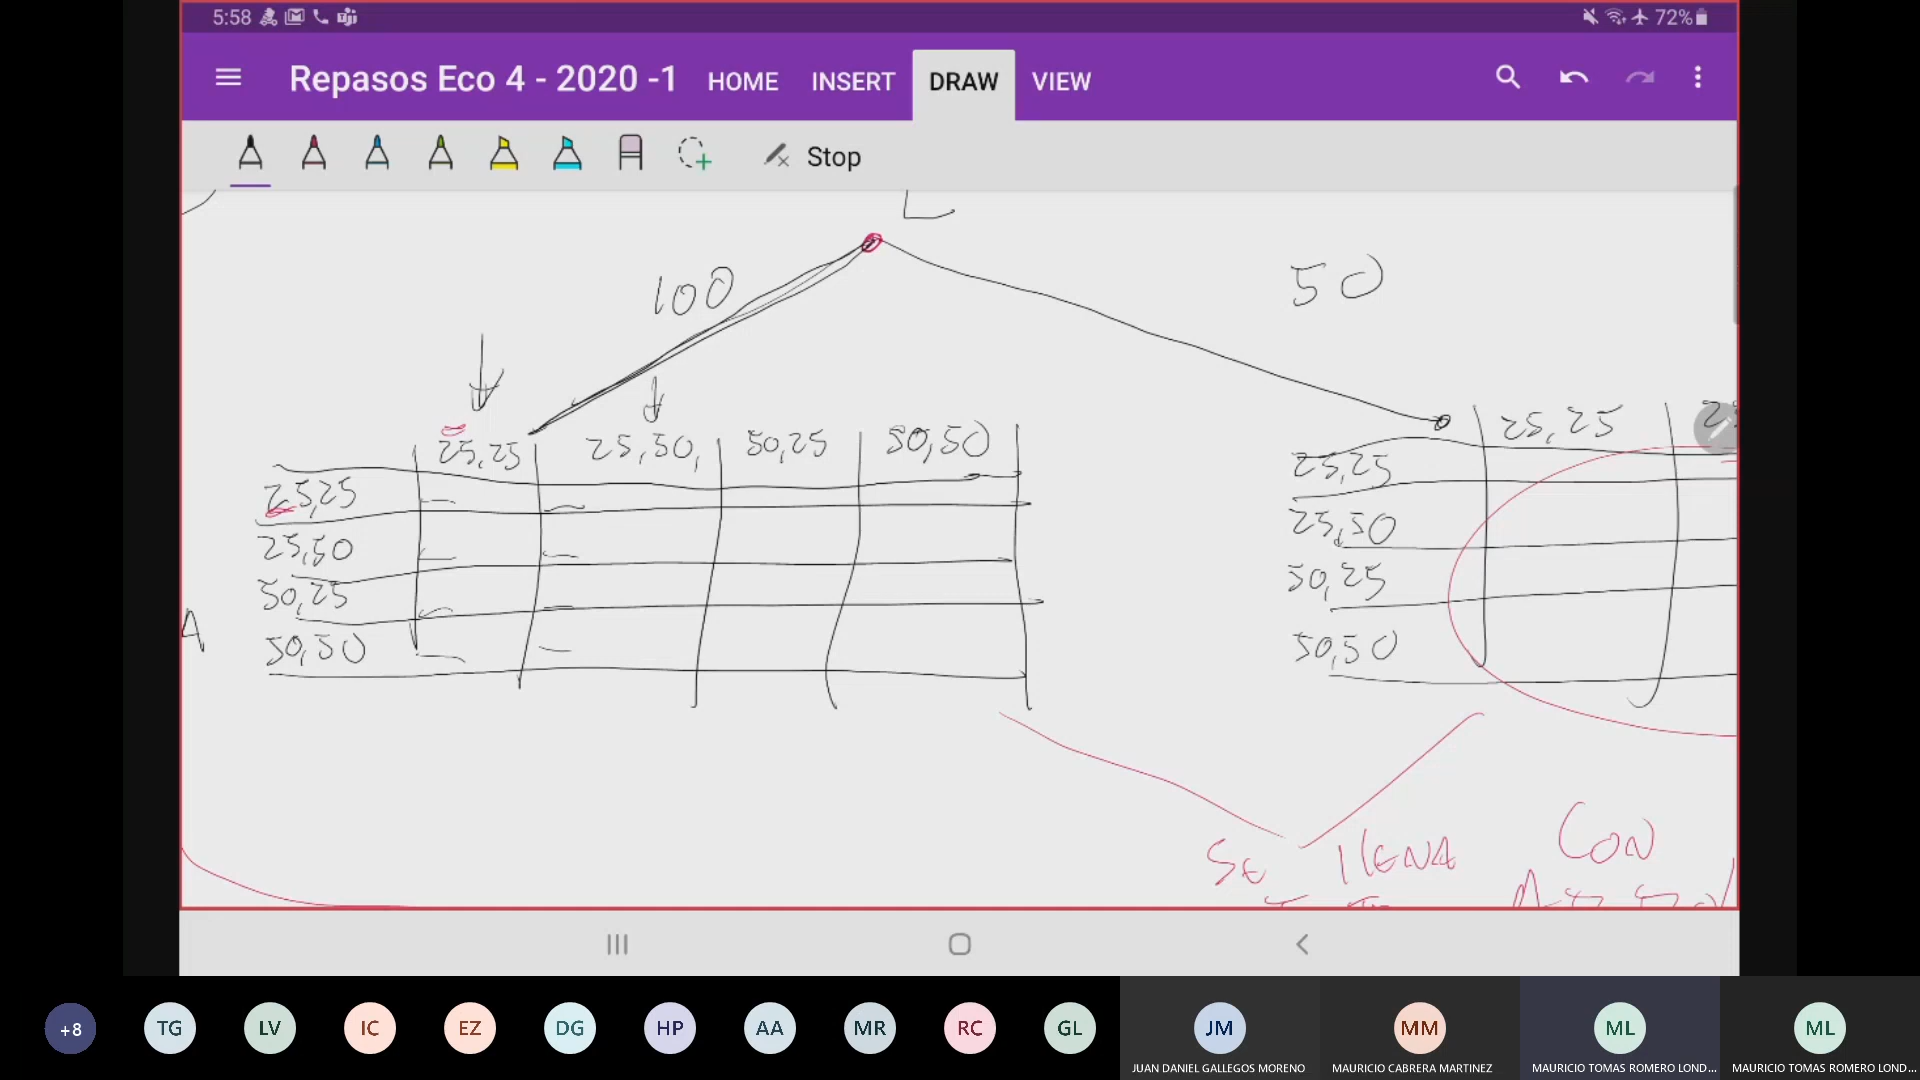 5:58 72%
Repasos Eco 4 - 2020 -1 HOME INSERT DRAW VIEW
Stop
L
100 50
25,25 25,50, 50,25 50,50 25,25
25,25 25,25
25,50 25,50
50,25 50,25
A 50,50 50,50
SE llENA CON
+8 TG LV IC EZ DG HP AA MR RC GL JM MM ML ML
JUAN DANIEL GALLEGOS MORENO MAURICIO CABRERA MARTINEZ MAURICIO TOMAS ROMERO LOND... MAURICIO TOMAS ROMERO LOND...